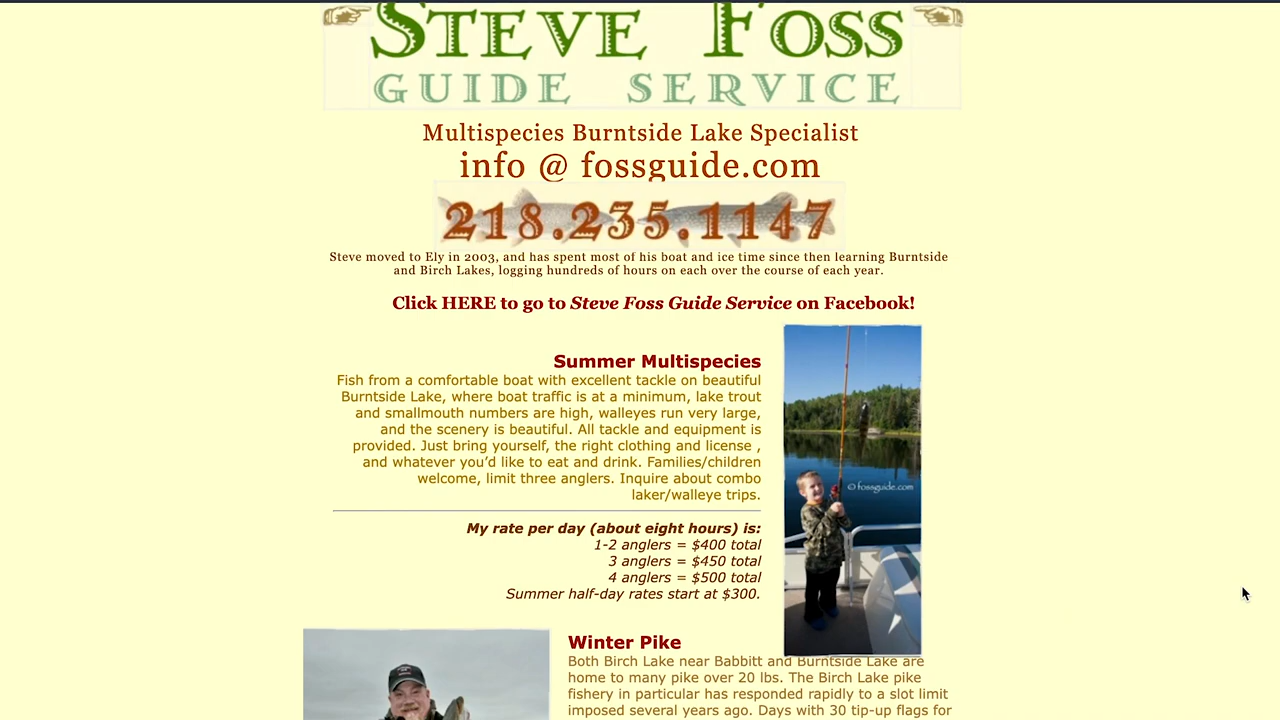 STEVE FOSS
GUIDE SERVICE
Multispecies Burntside Lake Specialist
info @ fossguide.com
218.235.1147
Steve moved to Ely in 2003, and has spent most of his boat and ice time since then learning Burntside
and Birch Lakes, logging hundreds of hours on each over the course of each year.
Click HERE to go to Steve Foss Guide Service on Facebook!
Summer Multispecies
Fish from a comfortable boat with excellent tackle on beautiful
Burntside Lake, where boat traffic is at a minimum, lake trout
and smallmouth numbers are high, walleyes run very large,
and the scenery is beautiful. All tackle and equipment is
provided. Just bring yourself, the right clothing and license ,
and whatever you’d like to eat and drink. Families/children
welcome, limit three anglers. Inquire about combo
laker/walleye trips.
My rate per day (about eight hours) is:
1-2 anglers = $400 total
3 anglers = $450 total
4 anglers = $500 total
Summer half-day rates start at $300.
© fossguide.com
Winter Pike
Both Birch Lake near Babbitt and Burntside Lake are
home to many pike over 20 lbs. The Birch Lake pike
fishery in particular has responded rapidly to a slot limit
imposed several years ago. Days with 30 tip-up flags for